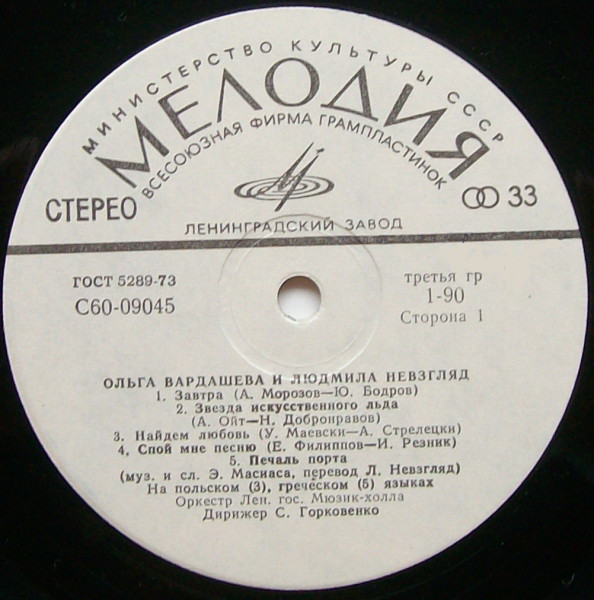 МИНИСТЕРСТВО КУЛЬТУРЫ СССР
МЕЛОДИЯ
ВСЕСОЮЗНАЯ ФИРМА ГРАМПЛАСТИНОК
СТЕРЕО
33
ЛЕНИНГРАДСКИЙ ЗАВОД
ГОСТ 5289-73
С60-09045
третья гр
1-90
Сторона 1
ОЛЬГА ВАРДАШЕВА И ЛЮДМИЛА НЕВЗГЛЯД
1. Завтра (А. Морозов—Ю. Бодров)
2. Звезда искусственного льда
(А. Ойт—Н. Добронравов)
3. Найдем любовь (У. Маевски—А. Стрелецки)
4. Спой мне песню (Е. Филиппов—И. Резник)
5. Печаль порта
(муз. и сл. Э. Масиаса, перевод Л. Невзгляд)
На польском (3), греческом (5) языках
Оркестр Лен. гос. Мюзик-холла
Дирижер С. Горковенко